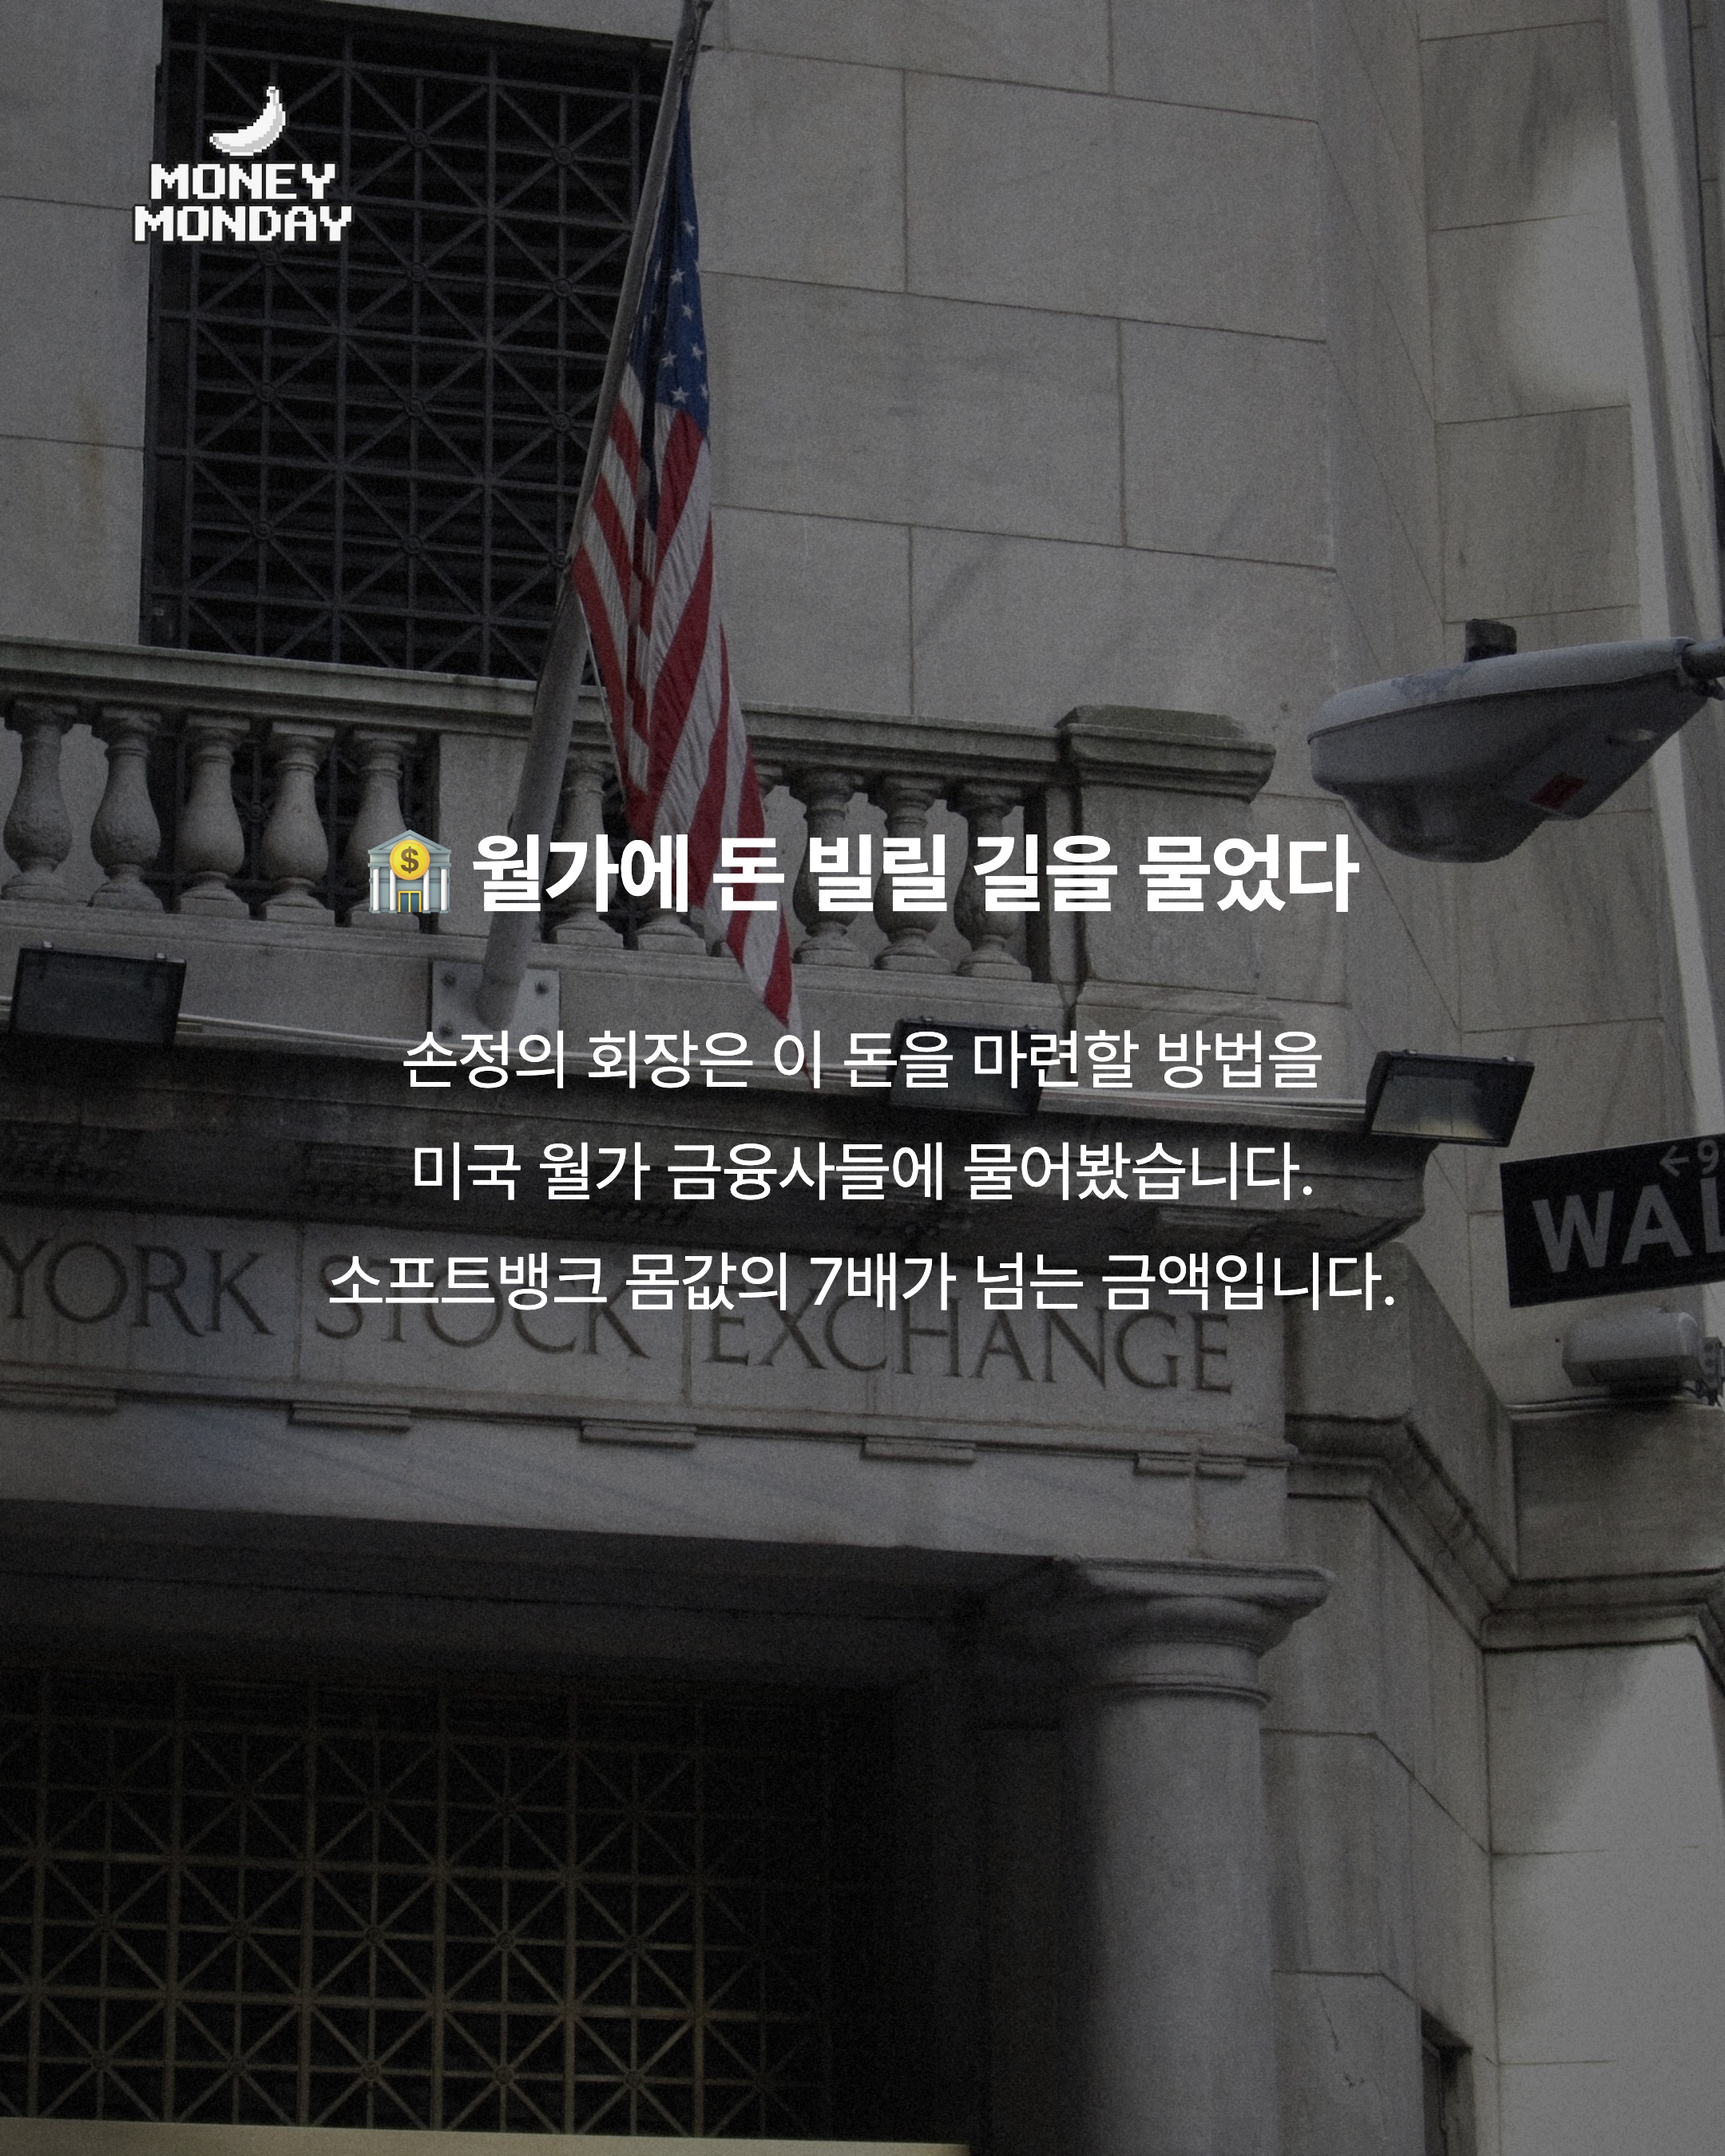 MONEY
MONDAY
🏦 월가에 돈 빌릴 길을 물었다
손정의 회장은 이 돈을 마련할 방법을
미국 월가 금융사들에 물어봤습니다.
소프트뱅크 몸값의 7배가 넘는 금액입니다.
←9
WAL
YORK STOCK EXCHANGE